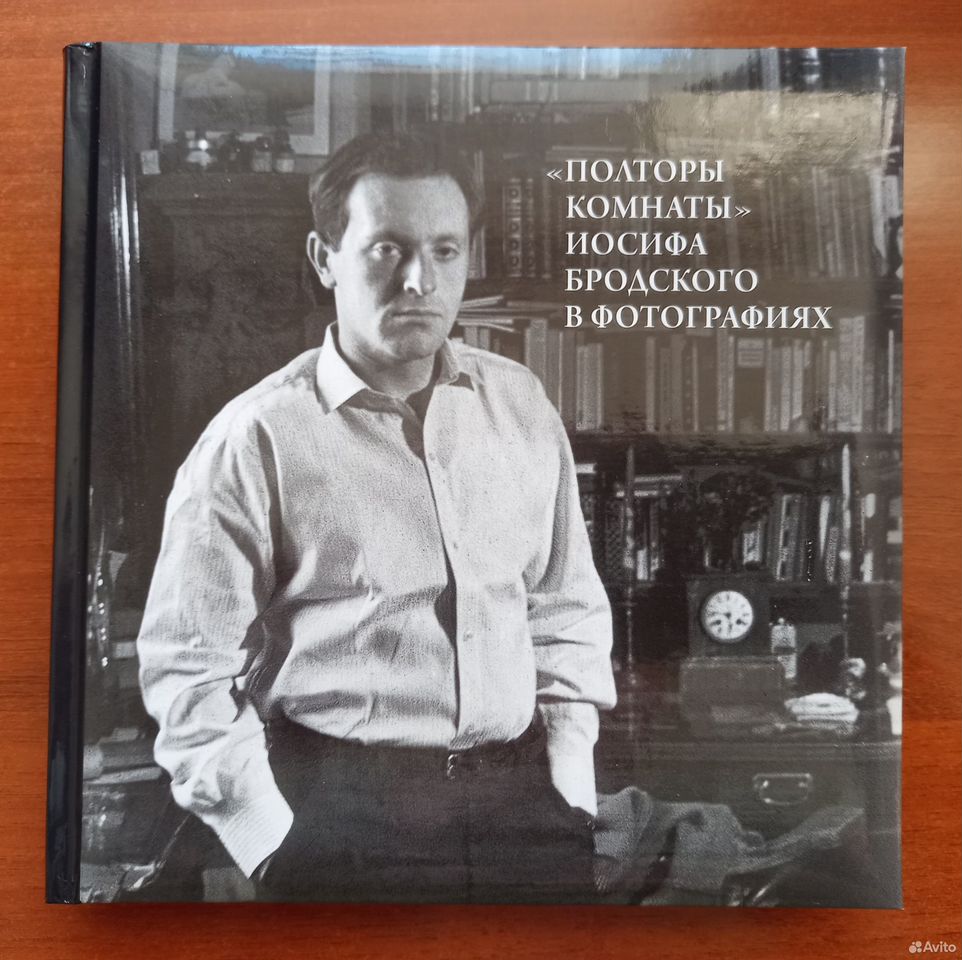 «ПОЛТОРЫ
КОМНАТЫ»
ИОСИФА
БРОДСКОГО
В ФОТОГРАФИЯХ
Avito